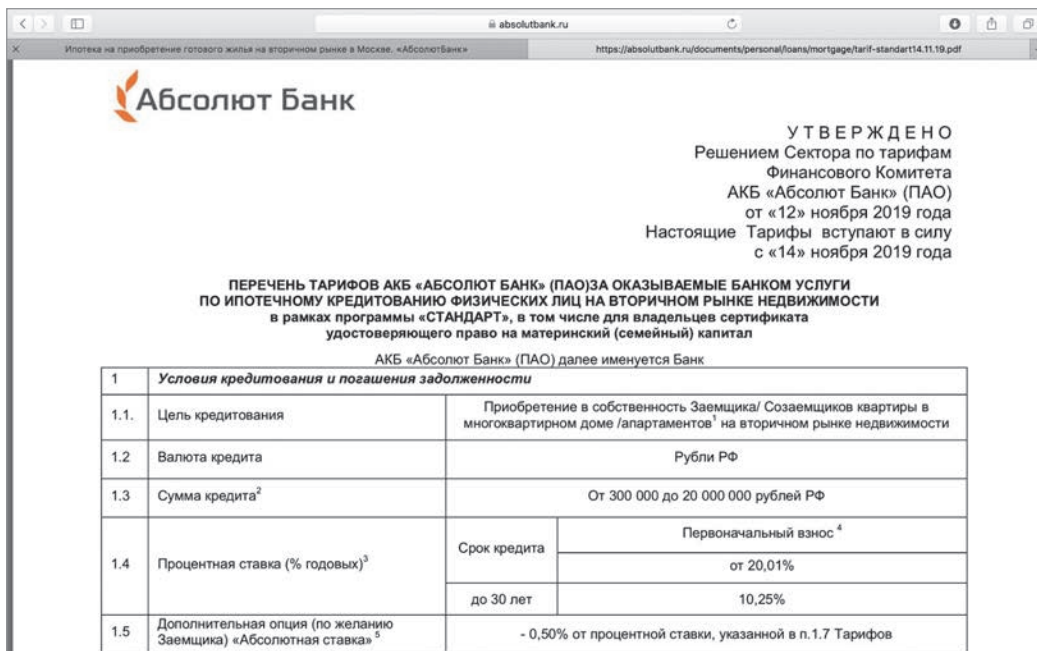 absolutbank.ru
Ипотека на приобретение готового жилья на вторичном рынке в Москве. «АбсолютБанк»
https://absolutbank.ru/documents/personal/loans/mortgage/tarif-standart14.11.19.pdf
Абсолют Банк
У Т В Е Р Ж Д Е Н О
Решением Сектора по тарифам
Финансового Комитета
АКБ «Абсолют Банк» (ПАО)
от «12» ноября 2019 года
Настоящие Тарифы вступают в силу
с «14» ноября 2019 года
ПЕРЕЧЕНЬ ТАРИФОВ АКБ «АБСОЛЮТ БАНК» (ПАО)ЗА ОКАЗЫВАЕМЫЕ БАНКОМ УСЛУГИ
ПО ИПОТЕЧНОМУ КРЕДИТОВАНИЮ ФИЗИЧЕСКИХ ЛИЦ НА ВТОРИЧНОМ РЫНКЕ НЕДВИЖИМОСТИ
в рамках программы «СТАНДАРТ», в том числе для владельцев сертификата
удостоверяющего право на материнский (семейный) капитал
АКБ «Абсолют Банк» (ПАО) далее именуется Банк
1 Условия кредитования и погашения задолженности
1.1. Цель кредитования
Приобретение в собственность Заемщика/ Созаемщиков квартиры в
многоквартирном доме /апартаментов¹ на вторичном рынке недвижимости
1.2 Валюта кредита Рубли РФ
1.3 Сумма кредита² От 300 000 до 20 000 000 рублей РФ
1.4 Процентная ставка (% годовых)³
Срок кредита
Первоначальный взнос ⁴
от 20,01%
до 30 лет 10,25%
1.5 Дополнительная опция (по желанию
Заемщика) «Абсолютная ставка» ⁵
- 0,50% от процентной ставки, указанной в п.1.7 Тарифов